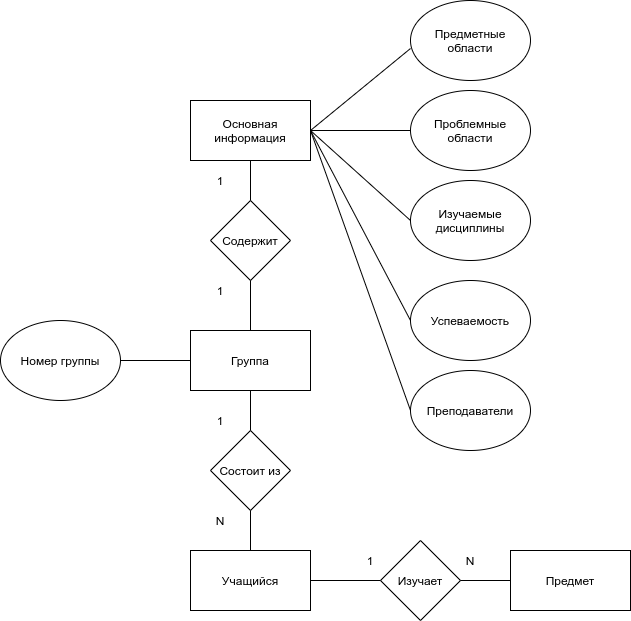 Предметные
области
Основная
информация
Проблемные
области
1
Изучаемые
дисциплины
Содержит
1
Успеваемость
Номер группы
Группа
Преподаватели
1
Состоит из
N
Учащийся
1
Изучает
N
Предмет